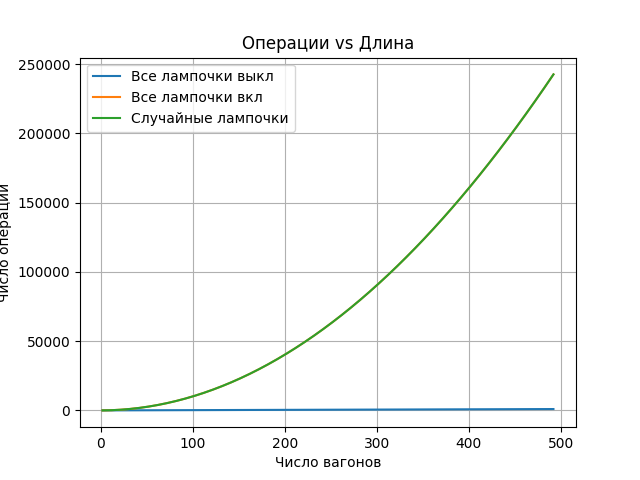 Операции vs Длина
Все лампочки выкл
Все лампочки вкл
Случайные лампочки
250000
200000
150000
100000
50000
0
Число операций
0 100 200 300 400 500
Число вагонов